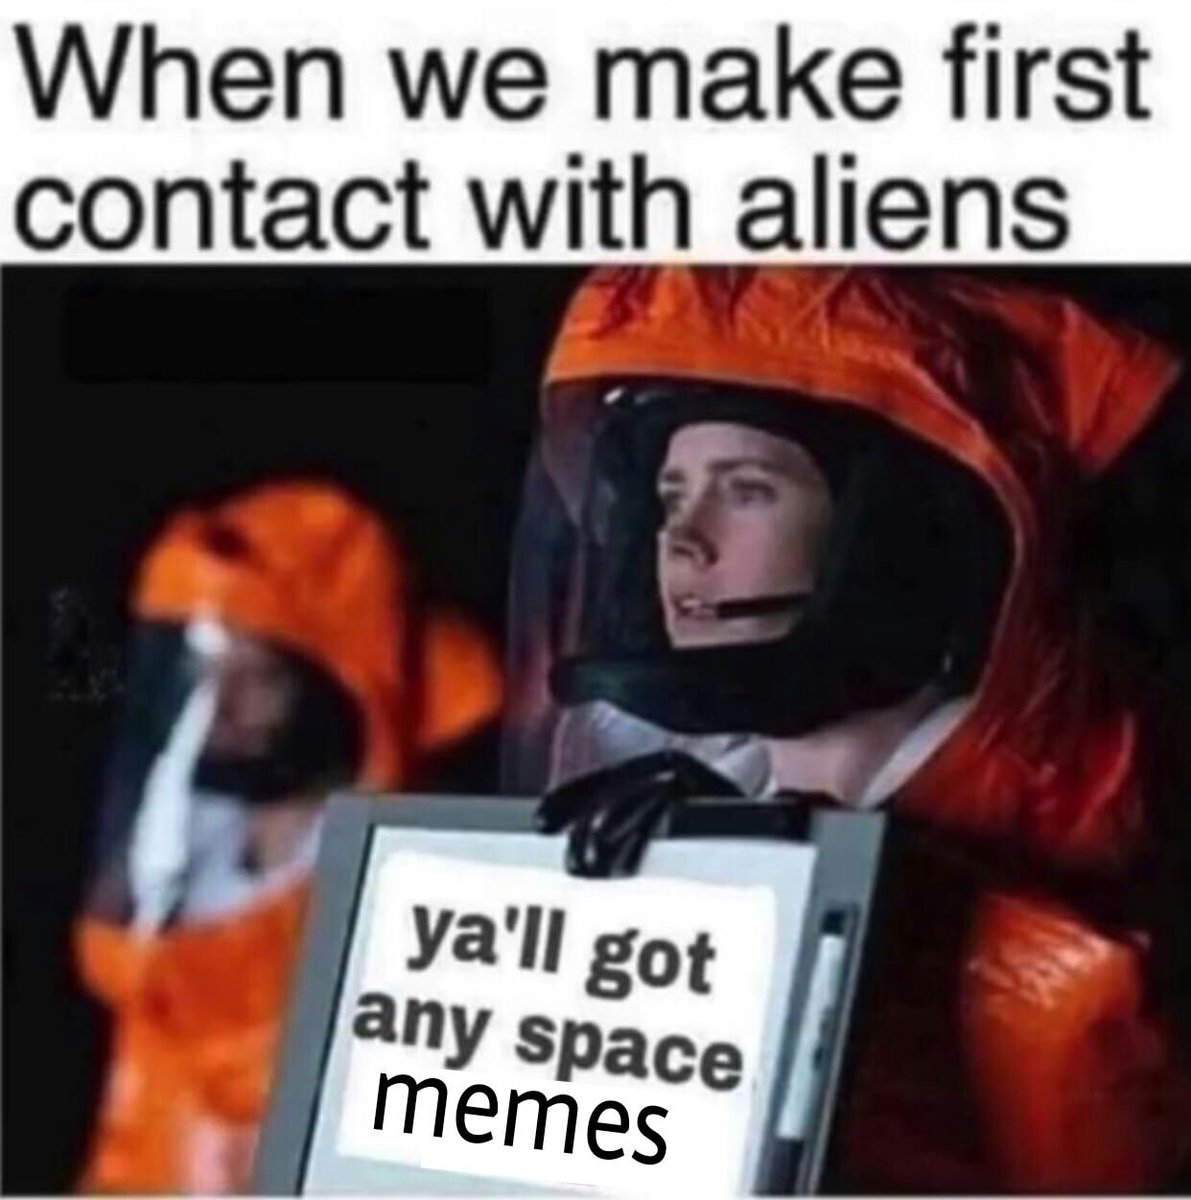 When we make first
contact with aliens
ya'll got
any space
memes